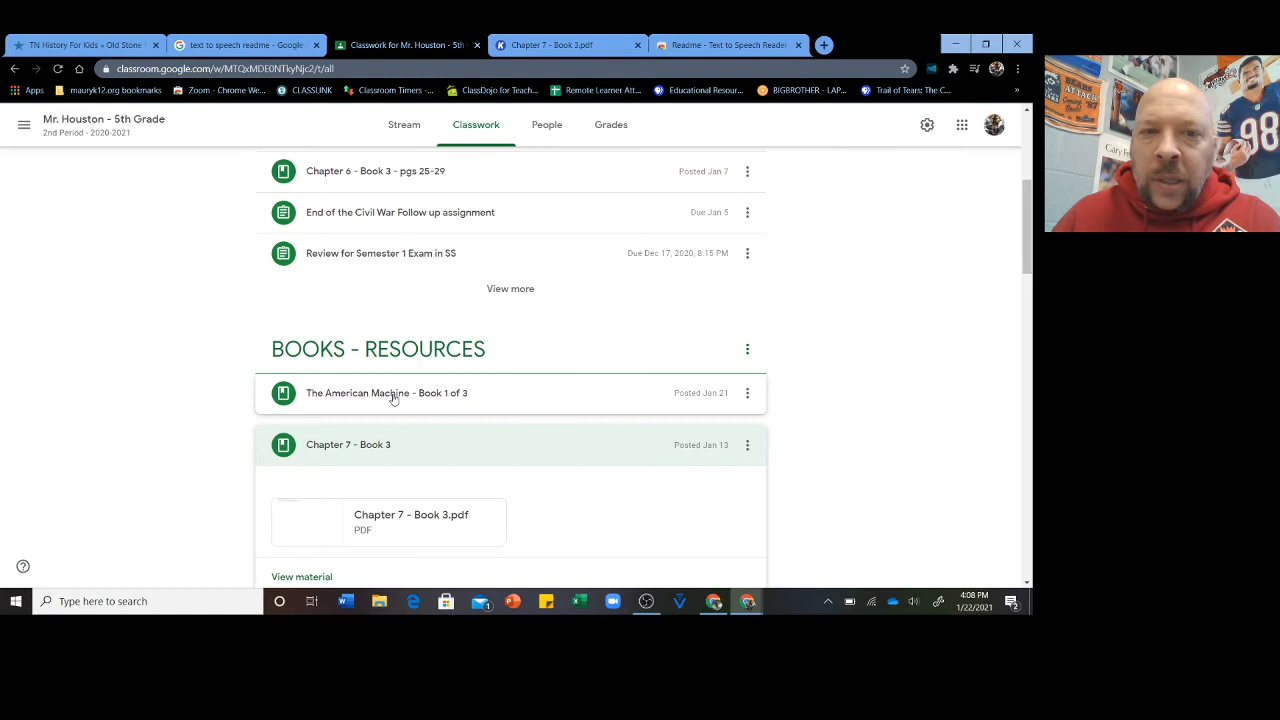 TN History For Kids » Old Stone
text to speech readme - Google
Classwork for Mr. Houston - 5th
Chapter 7 - Book 3.pdf
Readme - Text to Speech Reader
classroom.google.com/w/MTQxMDE0NTkyNjc2/t/all
Apps
mauryk12.org bookmarks
Zoom - Chrome We...
CLASSLINK
Classroom Timers -...
ClassDojo for Teach...
Remote Learner Att...
Educational Resour...
BIGBROTHER - LAP...
Trail of Tears: The C...
»
Mr. Houston - 5th Grade
2nd Period - 2020-2021
Stream
Classwork
People
Grades
Chapter 6 - Book 3 - pgs 25-29
Posted Jan 7
End of the Civil War Follow up assignment
Due Jan 5
Review for Semester 1 Exam in SS
Due Dec 17, 2020, 8:15 PM
View more
BOOKS - RESOURCES
The American Machine - Book 1 of 3
Posted Jan 21
Chapter 7 - Book 3
Posted Jan 13
Chapter 7 - Book 3.pdf
PDF
View material
ATTACK
98
Type here to search
4:08 PM
1/22/2021